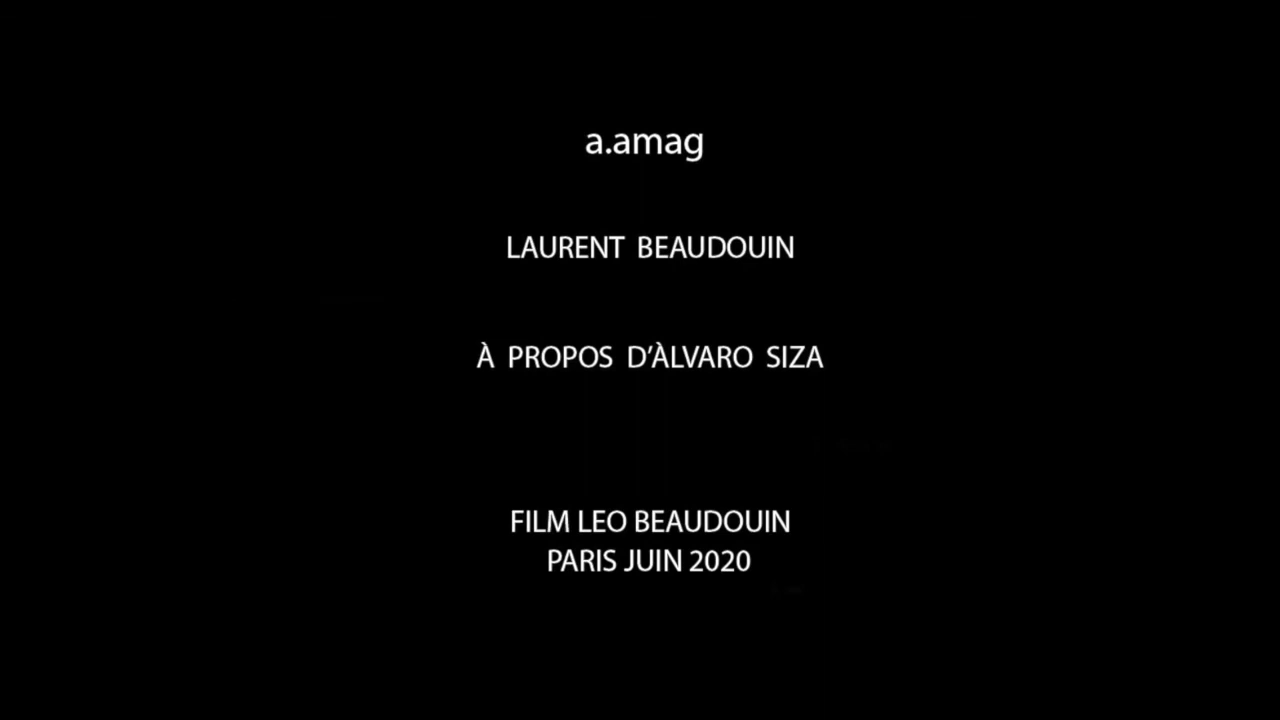 a.amag
LAURENT BEAUDOUIN
À PROPOS D’ÀLVARO SIZA
FILM LEO BEAUDOUIN
PARIS JUIN 2020